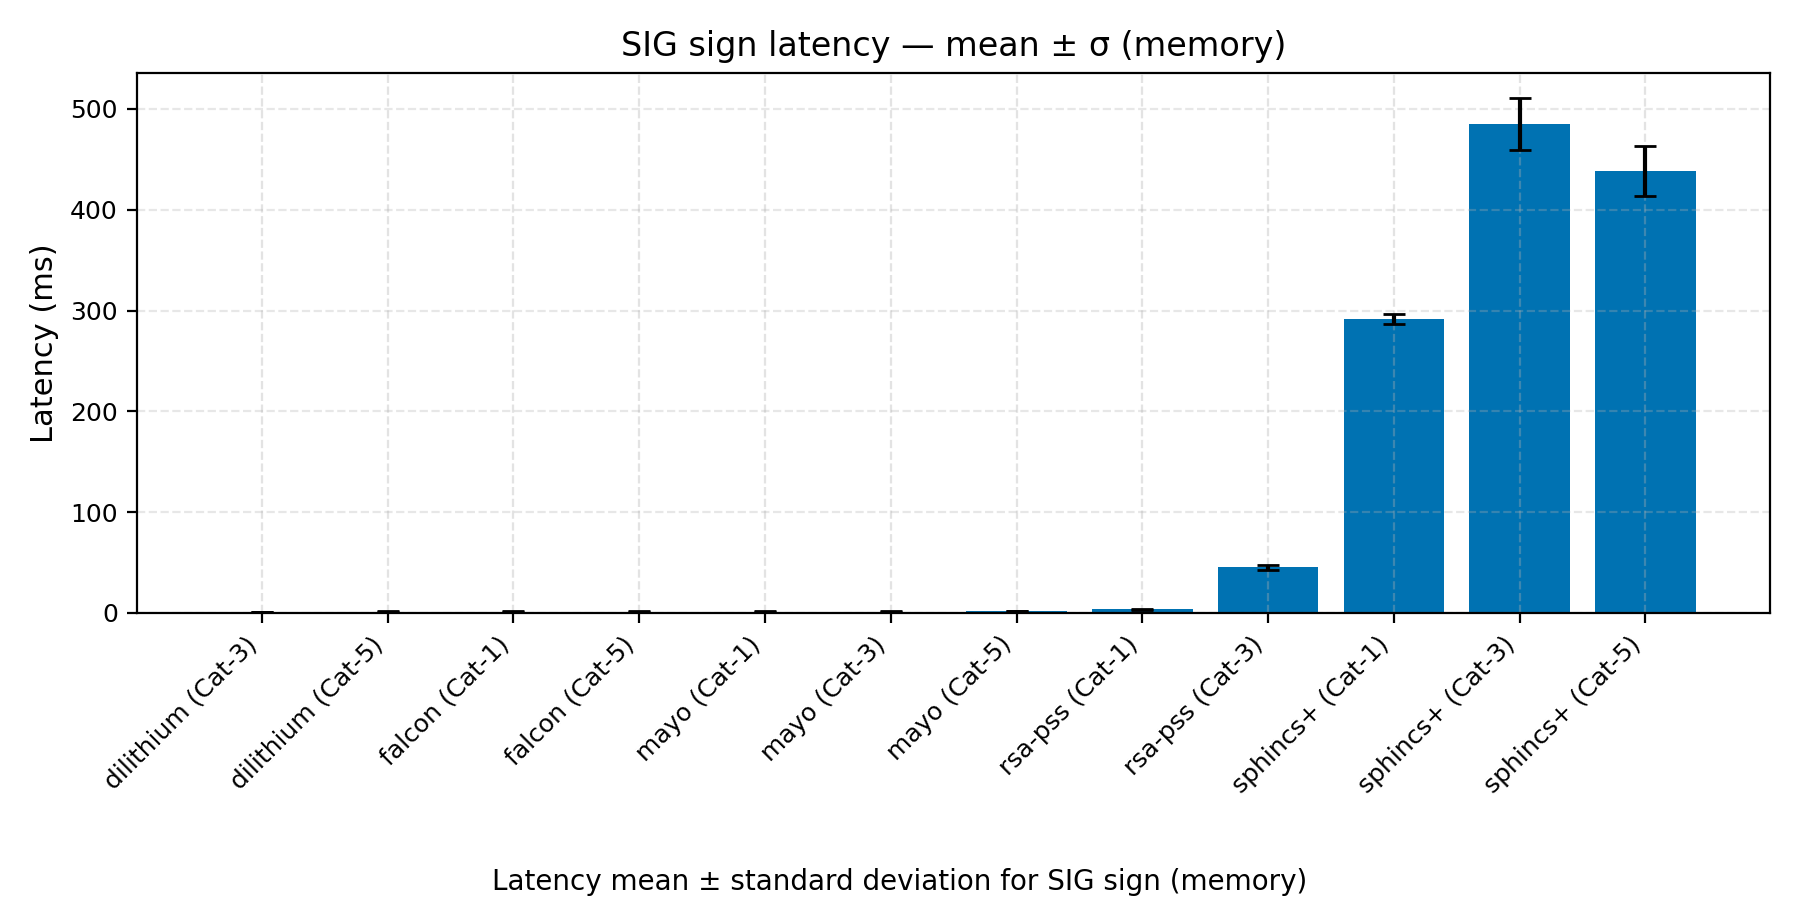 SIG sign latency — mean ± σ (memory)
Latency (ms)
500
400
300
200
100
0
dilithium (Cat-3)
dilithium (Cat-5)
falcon (Cat-1)
falcon (Cat-5)
mayo (Cat-1)
mayo (Cat-3)
mayo (Cat-5)
rsa-pss (Cat-1)
rsa-pss (Cat-3)
sphincs+ (Cat-1)
sphincs+ (Cat-3)
sphincs+ (Cat-5)
Latency mean ± standard deviation for SIG sign (memory)